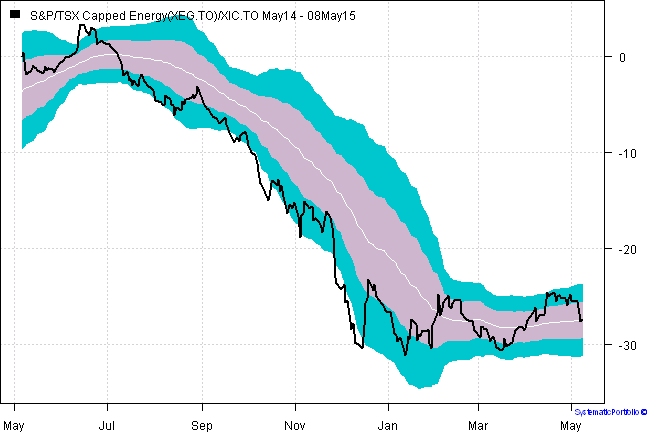 S&P/TSX Capped Energy(XEG.TO)/XIC.TO May14 - 08May15
0
-10
-20
-30
May Jul Sep Nov Jan Mar May
SystematicPortfolio ©